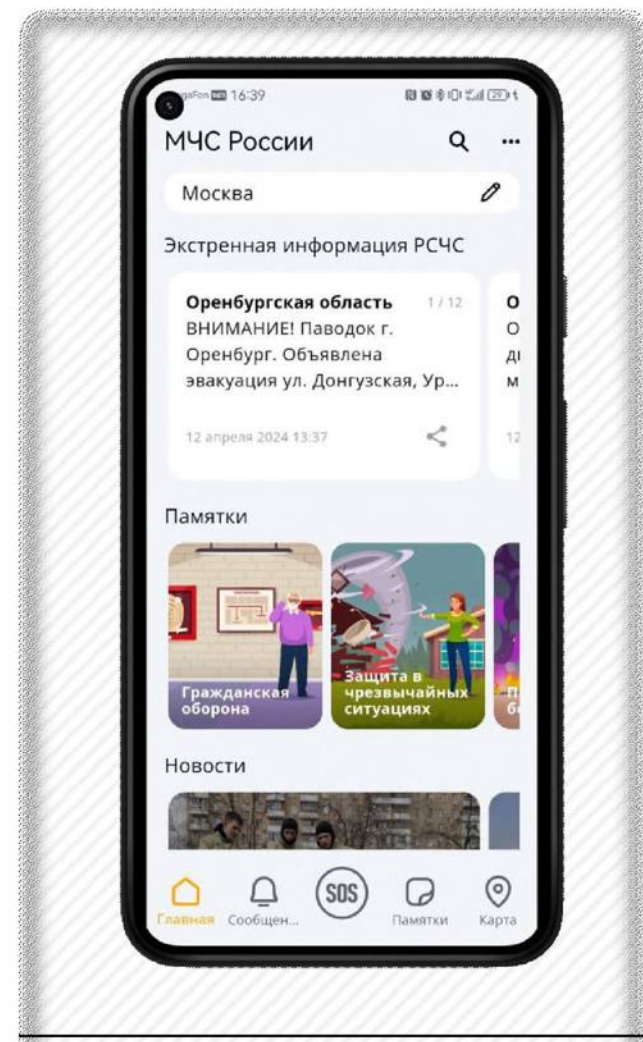 16:39
МЧС России
Москва
Экстренная информация РСЧС
Оренбургская область 1 / 12
ВНИМАНИЕ! Паводок г.
Оренбург. Объявлена
эвакуация ул. Донгузская, Ур...
12 апреля 2024 13:37
О
О
м
12
Памятки
Гражданская
оборона
Защита в
чрезвычайных
ситуациях
Новости
SOS
Главная Сообщен... Памятки Карта